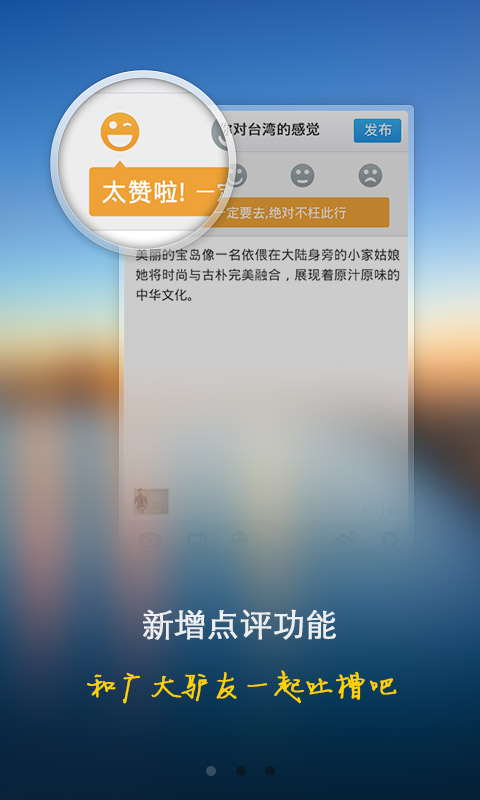 对台湾的感觉
发布
太赞啦! 一定
一定要去,绝对不枉此行
美丽的宝岛像一名依偎在大陆身旁的小家姑娘
她将时尚与古朴完美融合，展现着原汁原味的
中华文化。
新增点评功能
和广大驴友一起吐槽吧